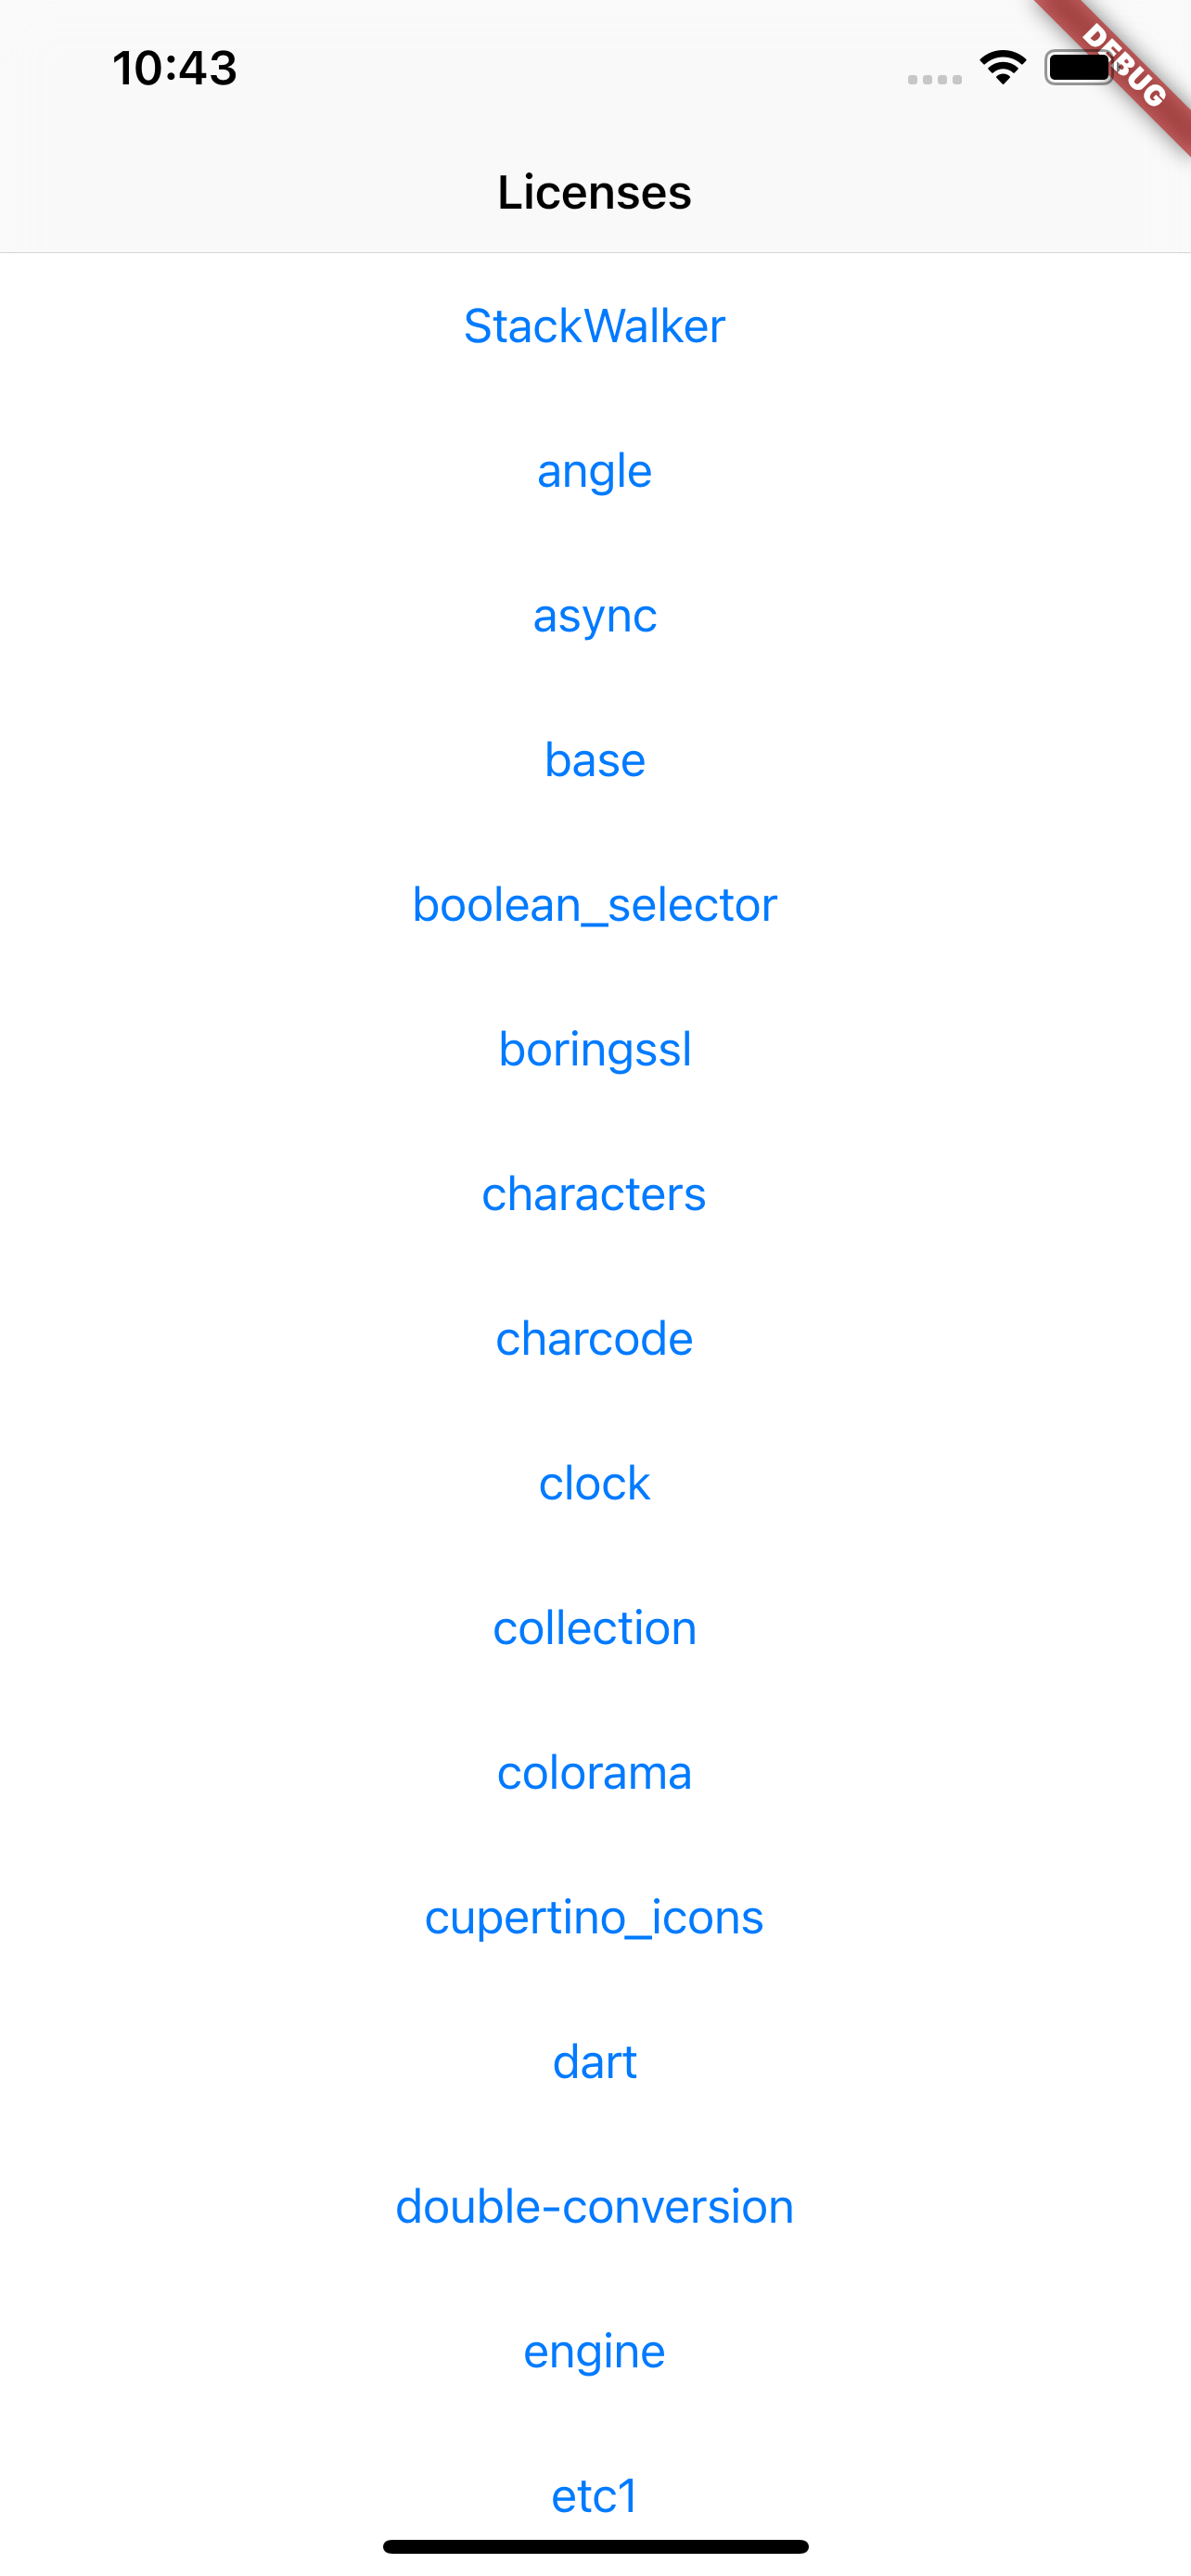 10:43
DEBUG
Licenses
StackWalker
angle
async
base
boolean_selector
boringssl
characters
charcode
clock
collection
colorama
cupertino_icons
dart
double-conversion
engine
etc1